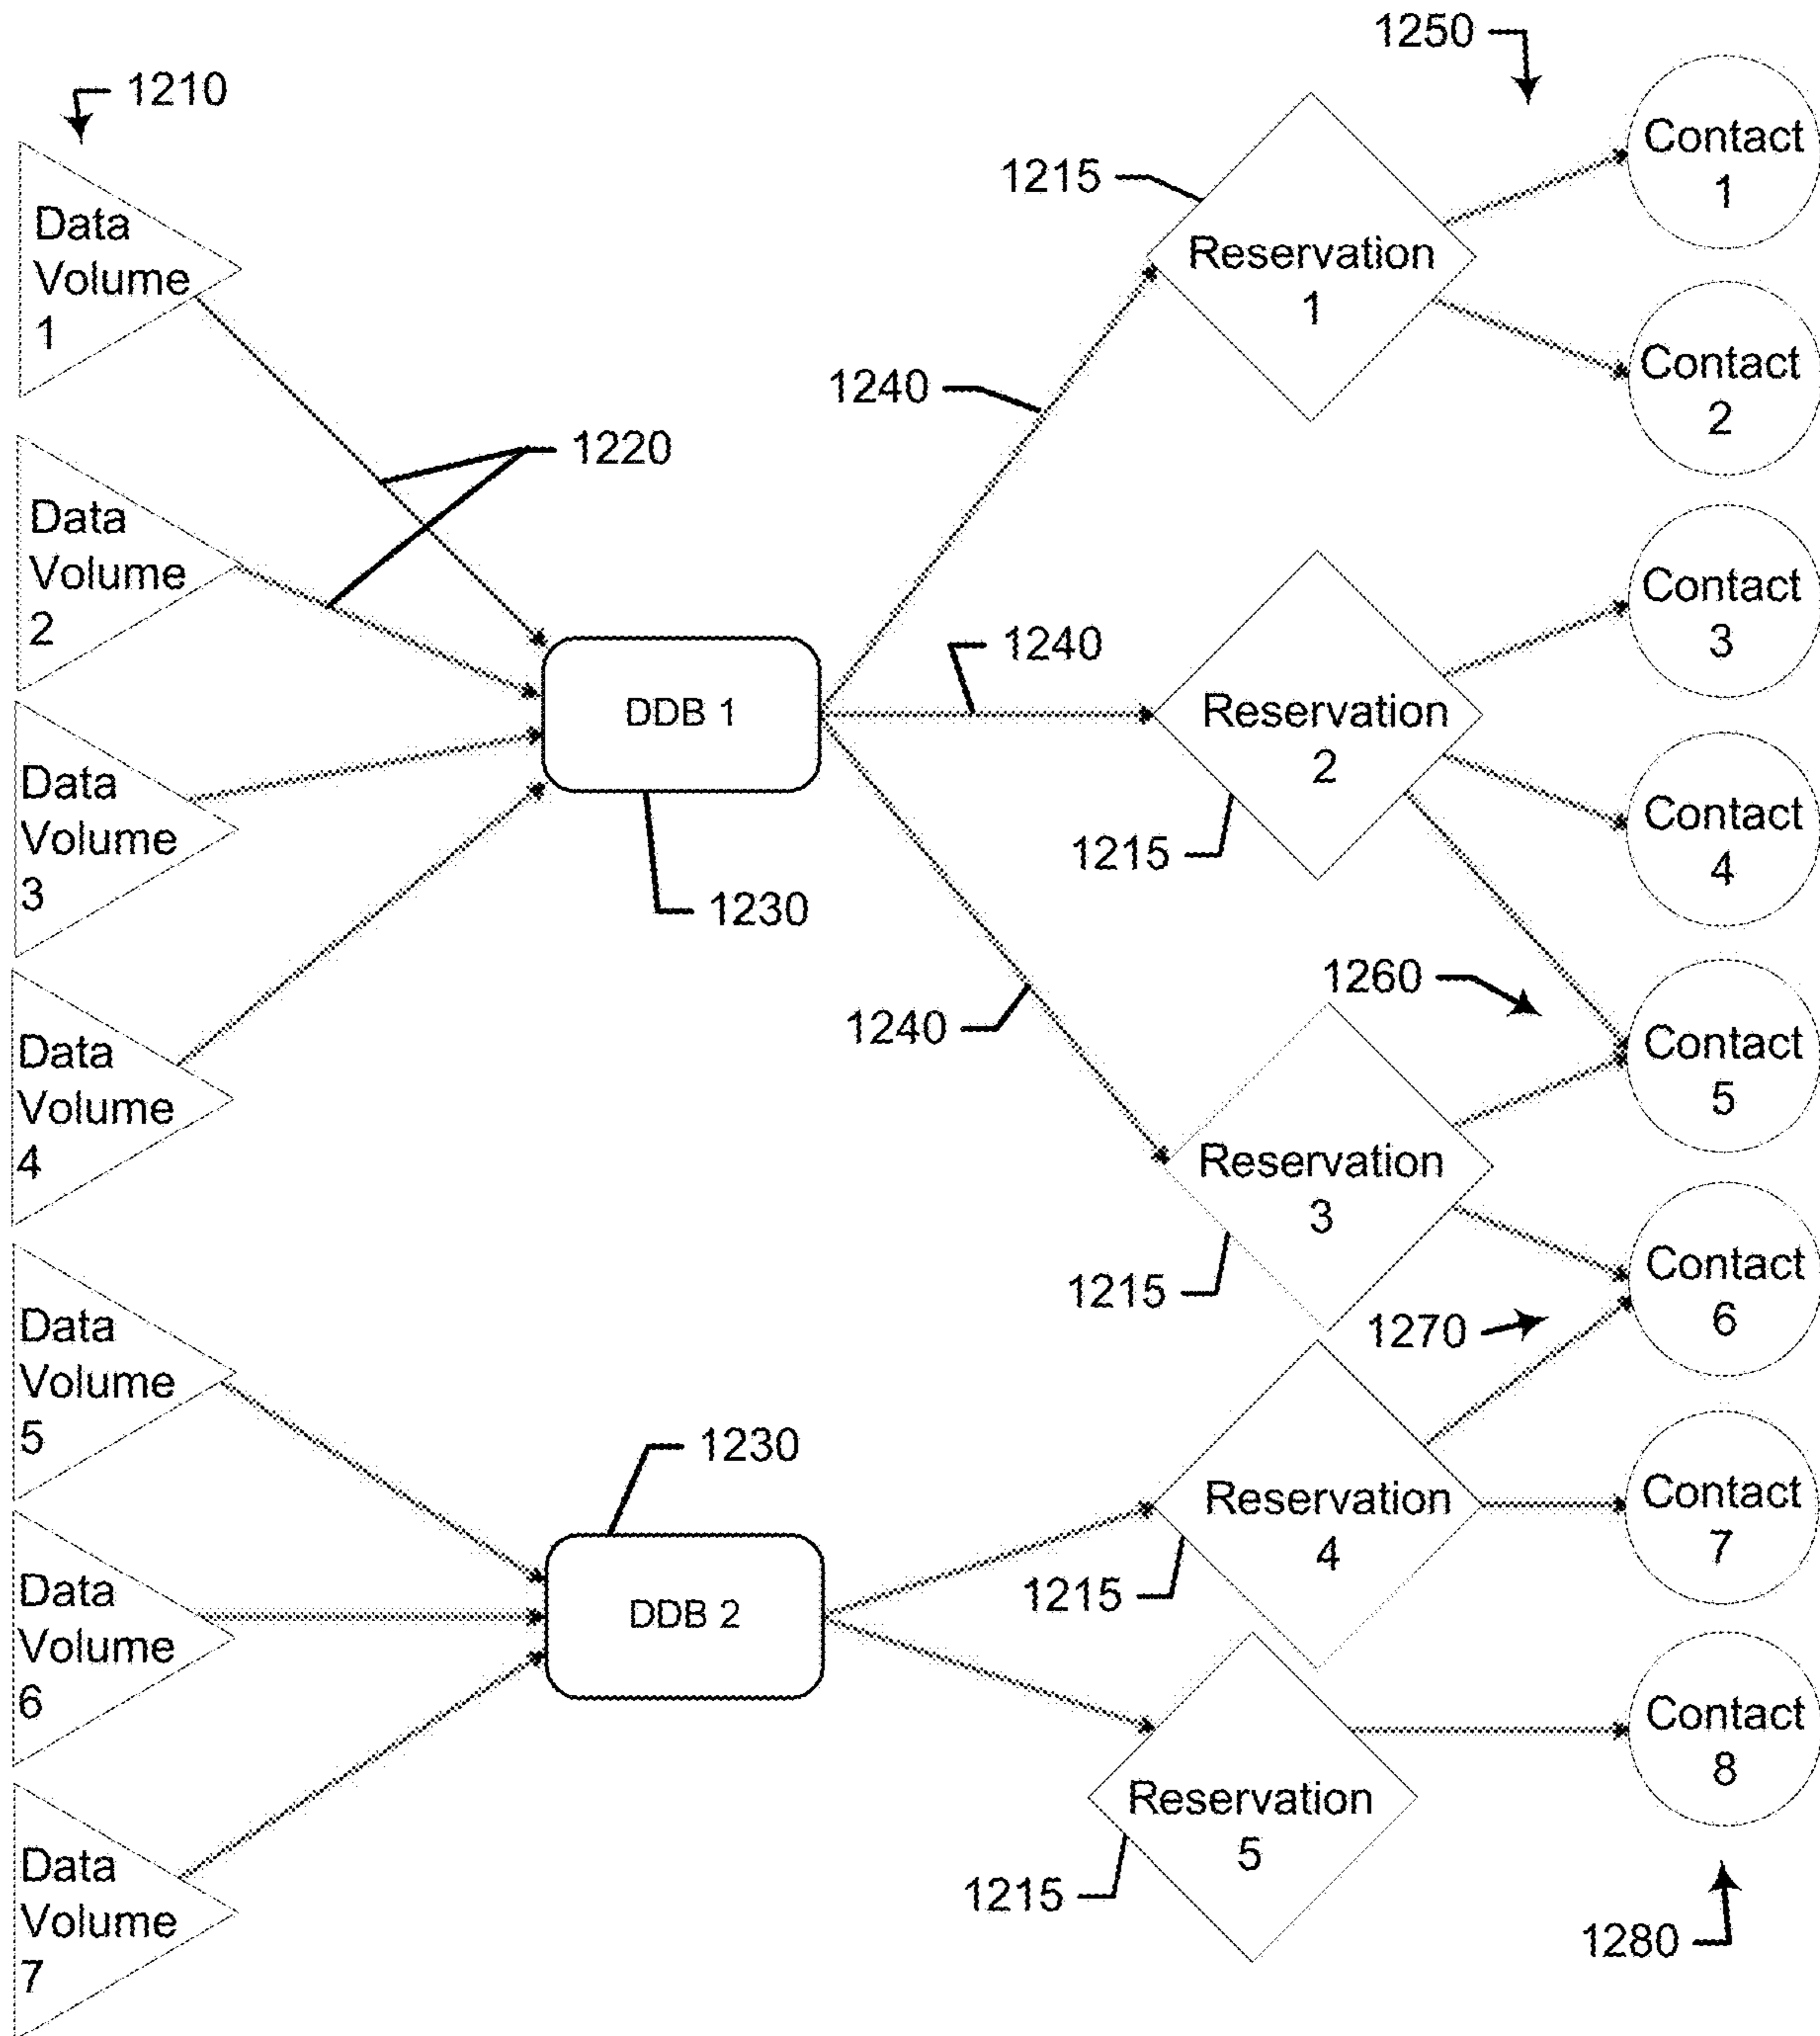 1250
1210
Contact
1
1215
Data
Volume
1
Reservation
1
Contact
2
1240
1220
Data
Volume
2
Contact
3
1240
DDB 1
Reservation
2
Data
Volume
3
Contact
4
1215
1230
1260
1240
Contact
5
Data
Volume
4
Reservation
3
1215
Contact
6
1270
Data
Volume
5
1230
Reservation
4
Contact
7
Data
Volume
6
DDB 2
1215
Contact
8
Reservation
5
Data
Volume
7
1215
1280